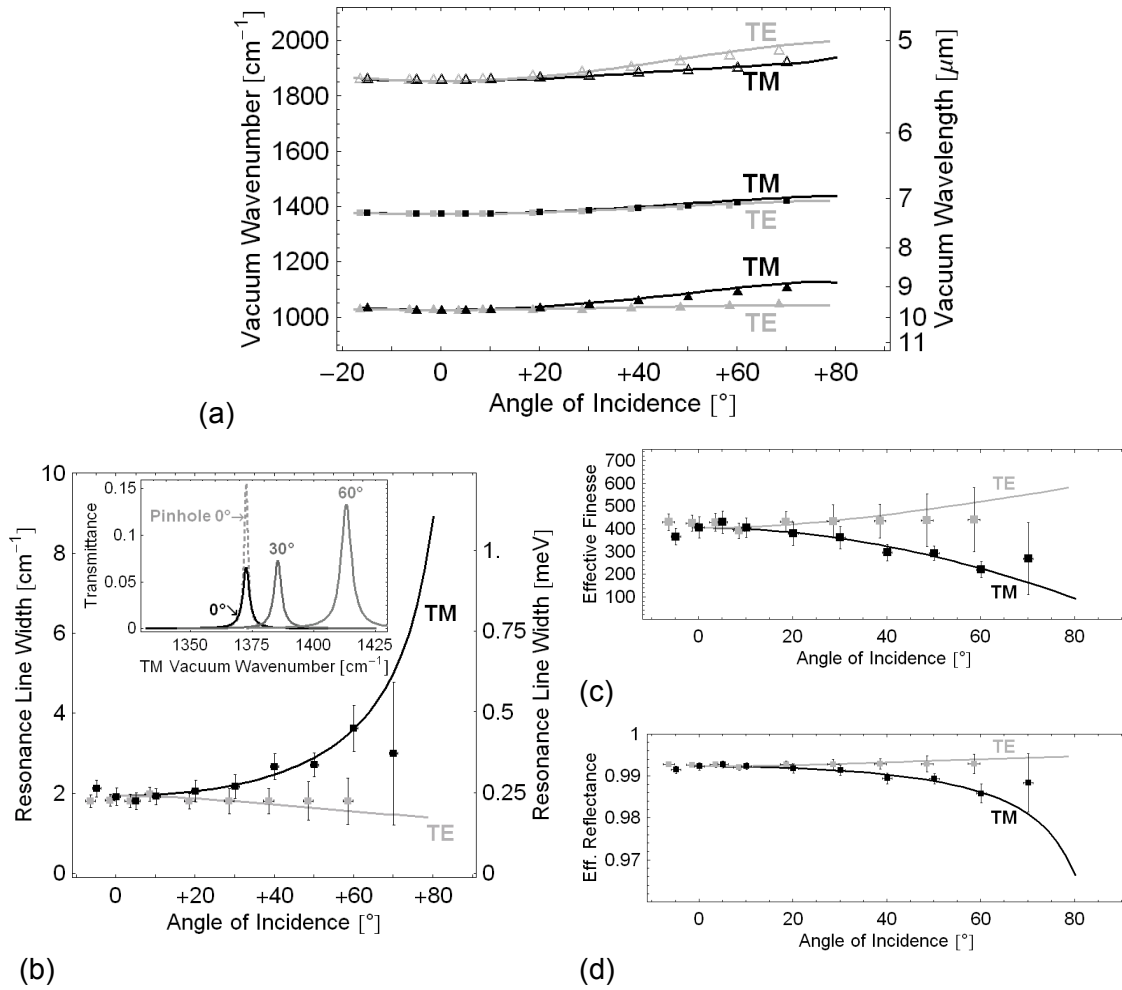 Vacuum Wavenumber [cm⁻¹]
2000
1800
1600
1400
1200
1000
TE
TM
TM
TE
TM
TE
5
6
7
8
9
10
11
Vacuum Wavelength [μm]
−20
0
+20
+40
+60
+80
Angle of Incidence [°]
(a)
Resonance Line Width [cm⁻¹]
10
8
6
4
2
0
Transmittance
0.15
0.1
0.05
0
Pinhole 0°
0°
30°
60°
1350
1375
1400
1430
TM Vacuum Wavenumber [cm⁻¹]
TM
TE
1.
0.75
0.5
0.25
0
Resonance Line Width [meV]
0
+20
+40
+60
+80
Angle of Incidence [°]
(b)
Effective Finesse
700
600
500
400
300
200
100
TE
TM
0
20
40
60
80
Angle of Incidence [°]
(c)
Eff. Reflectance
1
0.99
0.98
0.97
TE
TM
0
20
40
60
80
Angle of Incidence [°]
(d)